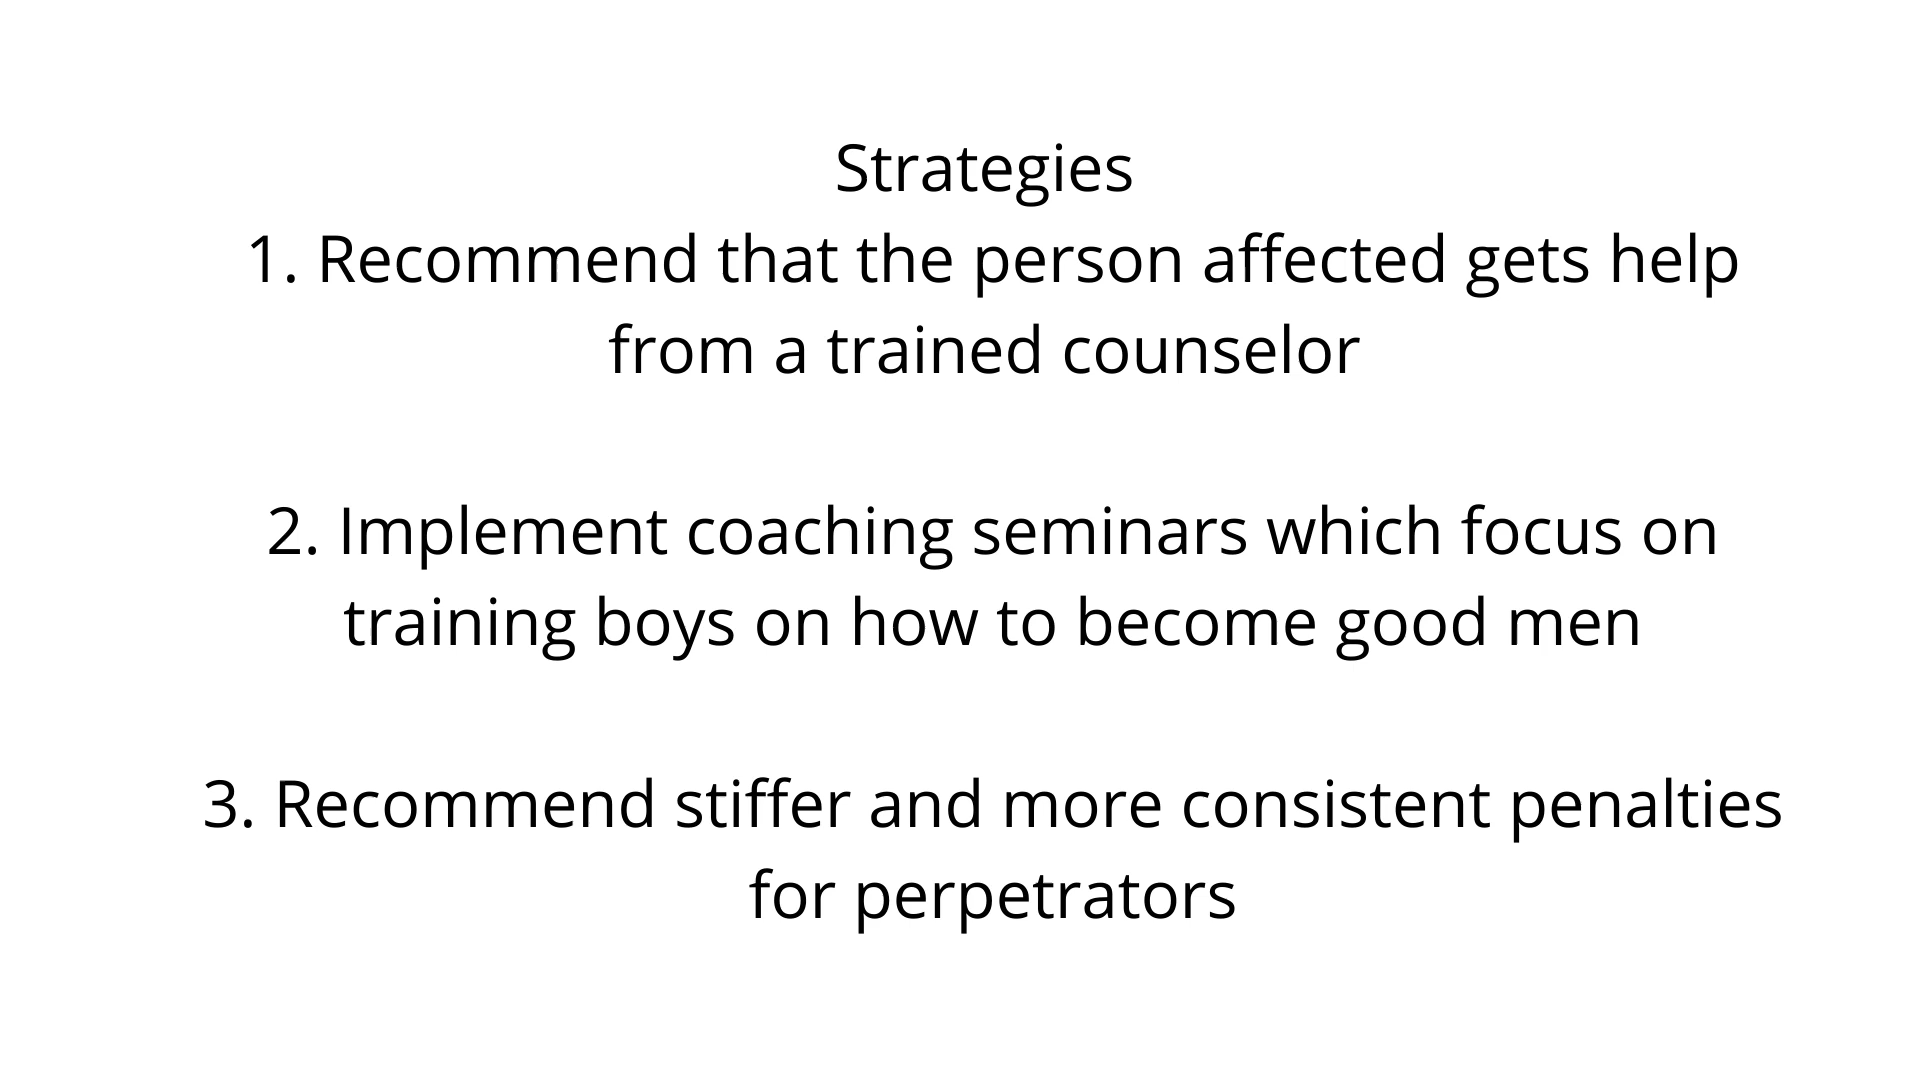 Strategies
1. Recommend that the person affected gets help
from a trained counselor
2. Implement coaching seminars which focus on
training boys on how to become good men
3. Recommend stiffer and more consistent penalties
for perpetrators